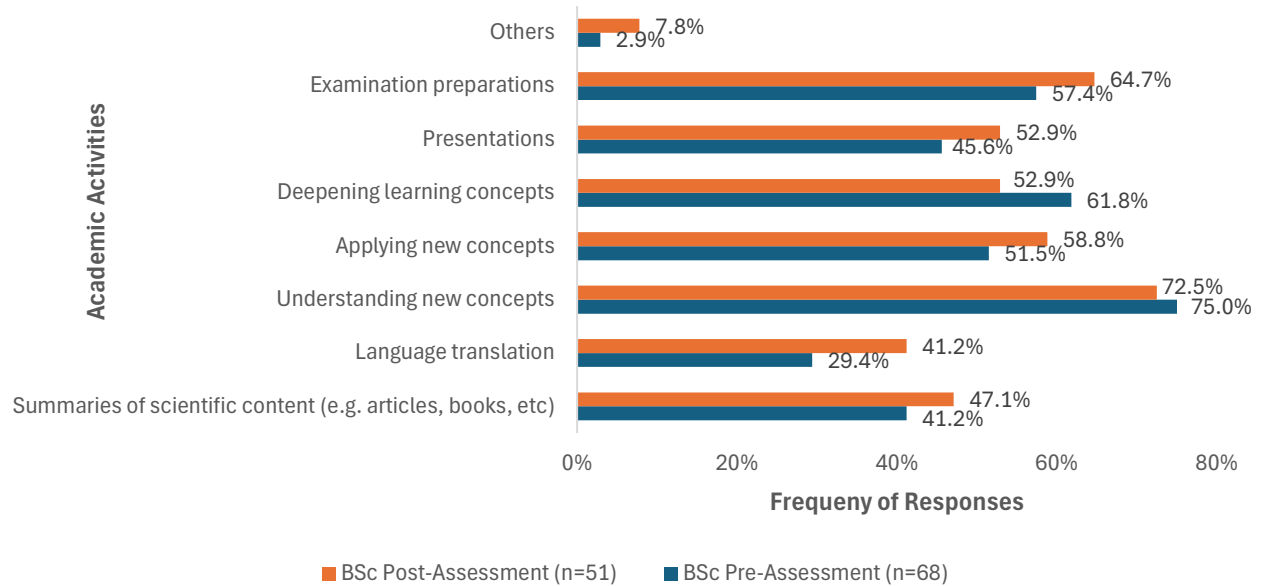 Academic Activities
Others
7.8%
2.9%
Examination preparations
64.7%
57.4%
Presentations
52.9%
45.6%
Deepening learning concepts
52.9%
61.8%
Applying new concepts
58.8%
51.5%
Understanding new concepts
72.5%
75.0%
Language translation
41.2%
29.4%
Summaries of scientific content (e.g. articles, books, etc)
47.1%
41.2%
0% 20% 40% 60% 80%
Frequeny of Responses
BSc Post-Assessment (n=51) BSc Pre-Assessment (n=68)